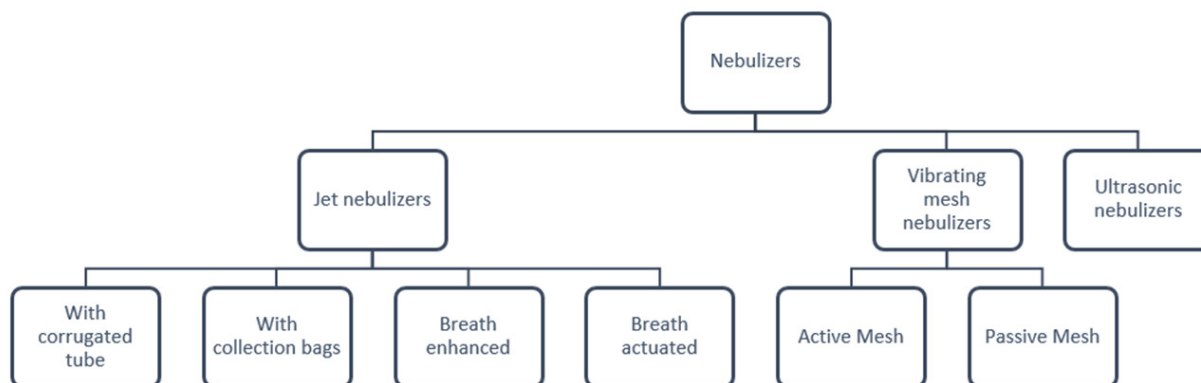 Nebulizers
Jet nebulizers
Vibrating
mesh
nebulizers
Ultrasonic
nebulizers
With
corrugated
tube
With
collection bags
Breath
enhanced
Breath
actuated
Active Mesh
Passive Mesh